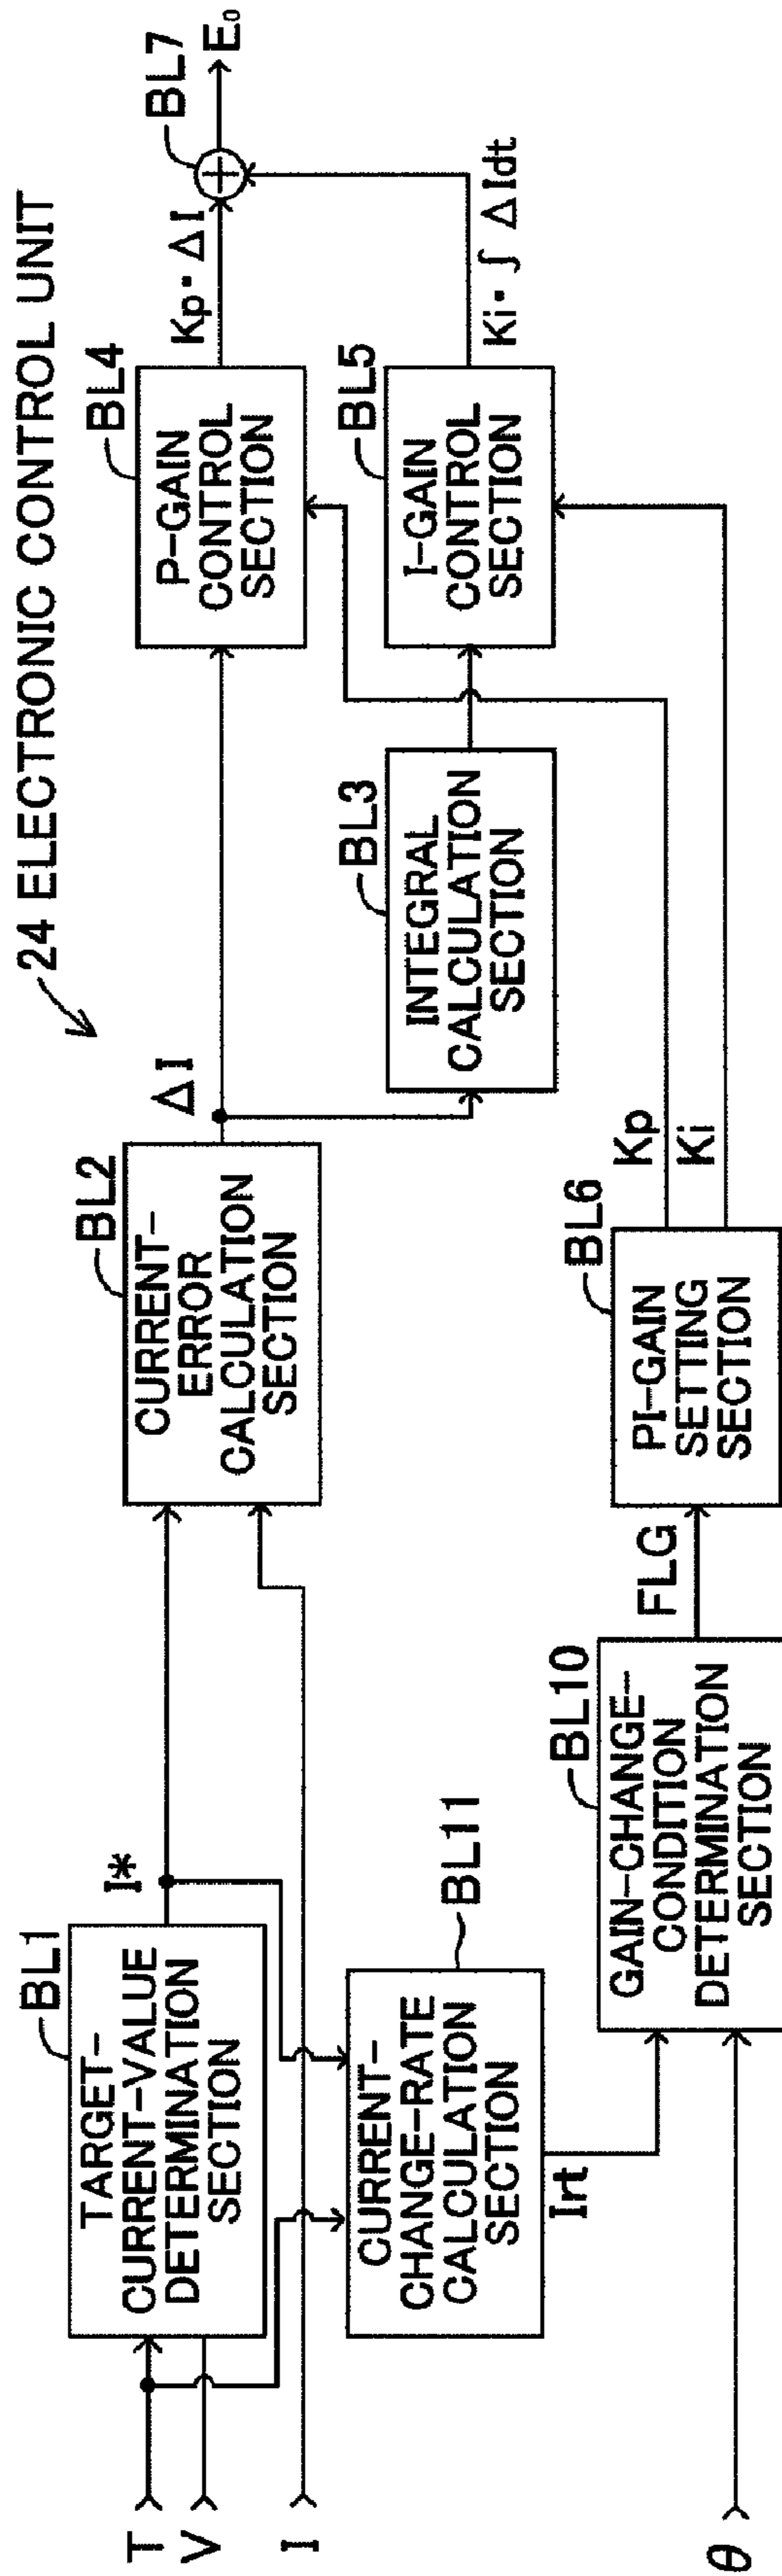 24 ELECTRONIC CONTROL UNIT
T
V
I
θ
BL1
TARGET-
CURRENT-VALUE
DETERMINATION
SECTION
I*
BL11
CURRENT-
CHANGE-RATE
CALCULATION
SECTION
Irt
BL10
GAIN-CHANGE-
CONDITION
DETERMINATION
SECTION
FLG
BL2
CURRENT-
ERROR
CALCULATION
SECTION
ΔI
BL6
PI-GAIN
SETTING
SECTION
Kp
Ki
BL3
INTEGRAL
CALCULATION
SECTION
BL4
P-GAIN
CONTROL
SECTION
BL5
I-GAIN
CONTROL
SECTION
Kp・ΔI
Ki・∫ΔIdt
BL7
+
E₀